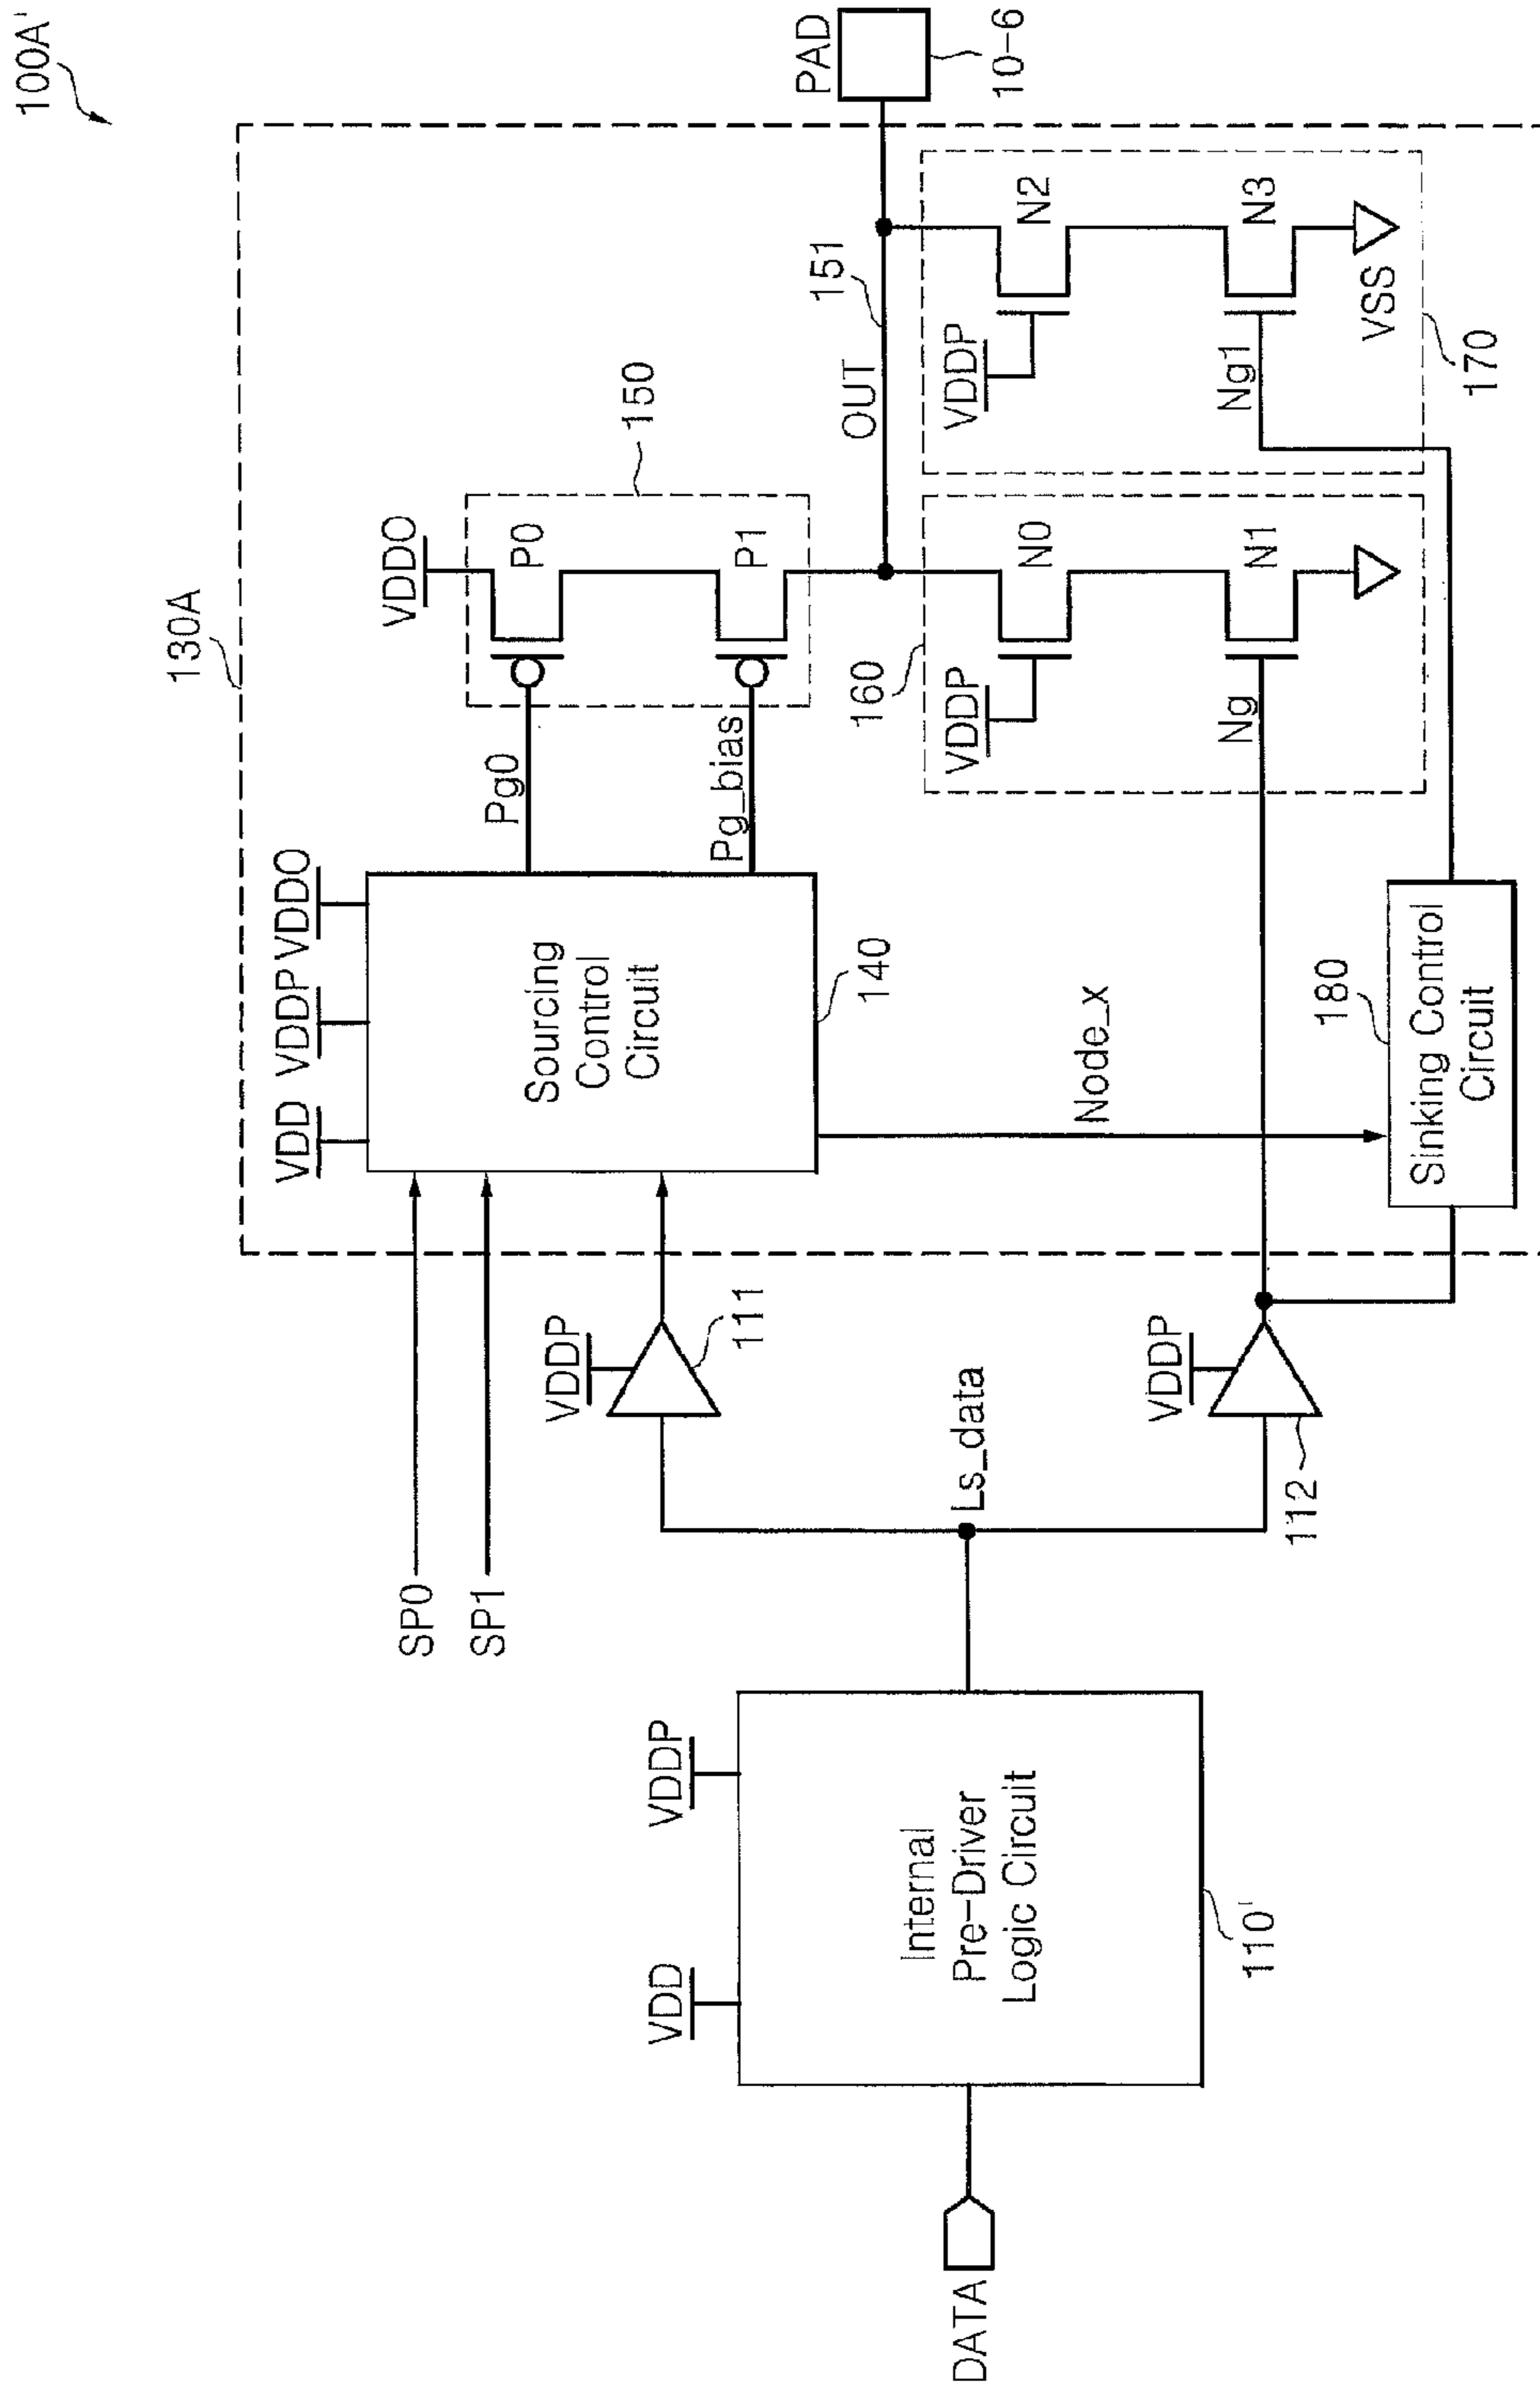 100A'
130A
VDD
VDDP
VDDO
SP0
SP1
Sourcing
Control
Circuit
140
Pg0
Pg_bias
VDDO
P0
P1
150
OUT
151
PAD
10-6
VDDP
111
VDD
VDDP
Internal
Pre-Driver
Logic Circuit
110'
DATA
Ls_data
VDDP
112
Node_x
180
Sinking Control
Circuit
160
VDDP
N0
Ng
N1
VDDP
N2
Ng1
N3
VSS
170